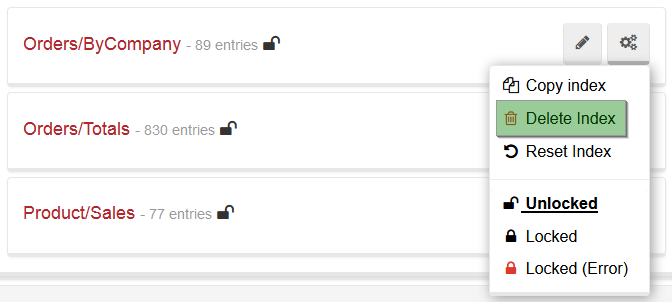 Orders/ByCompany - 89 entries
Copy index
Delete Index
Orders/Totals - 830 entries
Reset Index
Unlocked
Product/Sales - 77 entries
Locked
Locked (Error)